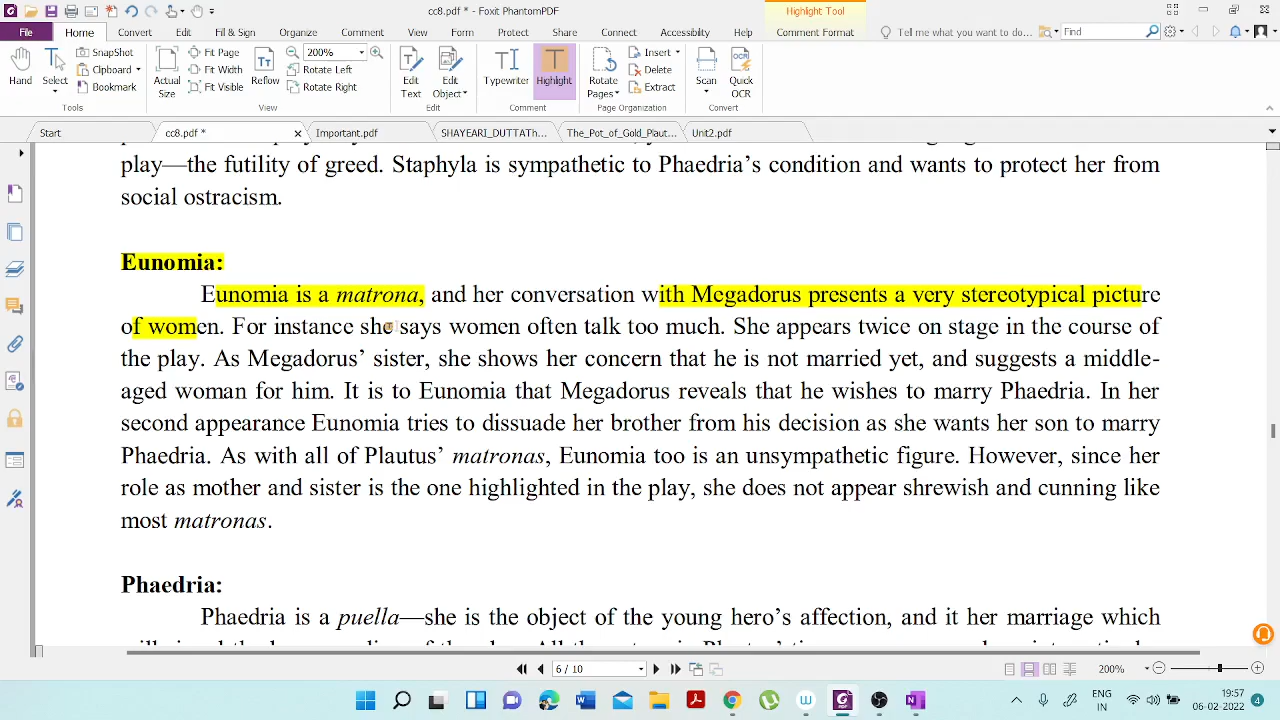 cc8.pdf * - Foxit PhantomPDF
Highlight Tool
File Home Convert Edit Fill & Sign Organize Comment View Form Protect Share Connect Accessibility Help Comment Format Tell me what you want to do... Find
Hand Select SnapShot Clipboard Bookmark
Actual Size Fit Page Fit Width Fit Visible Reflow 200% Rotate Left Rotate Right
Edit Text Edit Object Typewriter Highlight
Rotate Pages Insert Delete Extract Scan Quick OCR
Tools View Edit Comment Page Organization Convert
Start cc8.pdf * Important.pdf SHAYEARI_DUTTATh... The_Pot_of_Gold_Plaut... Unit2.pdf
play—the futility of greed. Staphyla is sympathetic to Phaedria's condition and wants to protect her from
social ostracism.
Eunomia:
Eunomia is a matrona, and her conversation with Megadorus presents a very stereotypical picture
of women. For instance she says women often talk too much. She appears twice on stage in the course of
the play. As Megadorus' sister, she shows her concern that he is not married yet, and suggests a middle-
aged woman for him. It is to Eunomia that Megadorus reveals that he wishes to marry Phaedria. In her
second appearance Eunomia tries to dissuade her brother from his decision as she wants her son to marry
Phaedria. As with all of Plautus' matronas, Eunomia too is an unsympathetic figure. However, since her
role as mother and sister is the one highlighted in the play, she does not appear shrewish and cunning like
most matronas.
Phaedria:
Phaedria is a puella—she is the object of the young hero's affection, and it her marriage which
6 / 10
200%
ENG
IN
19:57
06-02-2022
4